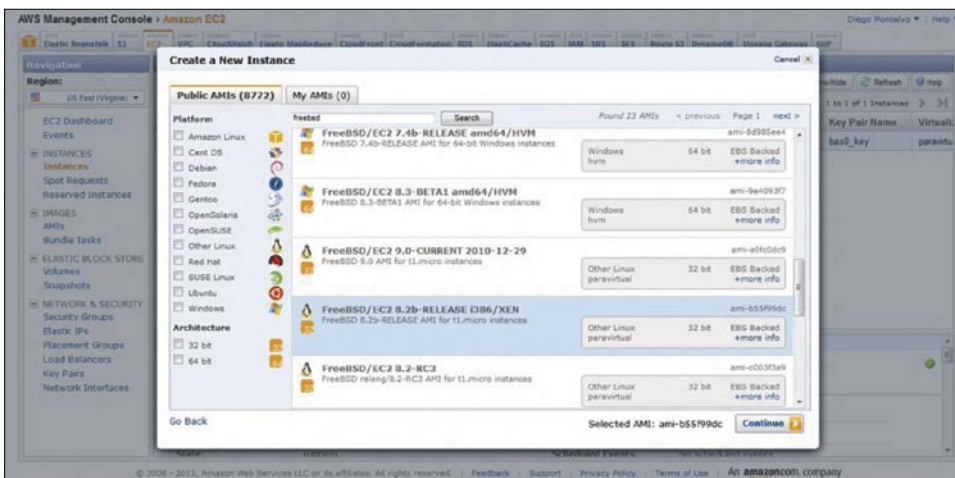 AWS Management Console › Amazon EC2
Diego Montalvo ▾ | Help ▾
Elastic Beanstalk S3 EC2 VPC CloudWatch Elastic MapReduce CloudFront CloudFormation RDS ElastiCache SQS IAM SNS SES Route 53 DynamoDB Storage Gateway SWF
Navigation
Region:
US East (Virginia) ▾
EC2 Dashboard
Events
INSTANCES
Instances
Spot Requests
Reserved Instances
IMAGES
AMIs
Bundle Tasks
ELASTIC BLOCK STORE
Volumes
Snapshots
NETWORK & SECURITY
Security Groups
Elastic IPs
Placement Groups
Load Balancers
Key Pairs
Network Interfaces
Create a New Instance
Cancel
Public AMIs (8772) My AMIs (0)
Platform
Amazon Linux
Cent OS
Debian
Fedora
Gentoo
OpenSolaris
OpenSUSE
Other Linux
Red Hat
SUSE Linux
Ubuntu
Windows
Architecture
32 bit
64 bit
freebsd Search Found 23 AMIs < previous Page 1 next >
FreeBSD/EC2 7.4b-RELEASE amd64/HVM ami-8d985ee4
FreeBSD 7.4b-RELEASE AMI for 64-bit Windows instances
Windows 64 bit EBS Backed
hvm +more info
FreeBSD/EC2 8.3-BETA1 amd64/HVM ami-9e4093f7
FreeBSD 8.3-BETA1 AMI for 64-bit Windows instances
Windows 64 bit EBS Backed
hvm +more info
FreeBSD/EC2 9.0-CURRENT 2010-12-29 ami-a0fc0dc9
FreeBSD 9.0 AMI for t1.micro instances
Other Linux 32 bit EBS Backed
paravirtual +more info
FreeBSD/EC2 8.2b-RELEASE i386/XEN ami-b55f99dc
FreeBSD 8.2b-RELEASE AMI for t1.micro instances
Other Linux 32 bit EBS Backed
paravirtual +more info
FreeBSD/EC2 8.2-RC3 ami-c003f3a9
FreeBSD releng/8.2-RC3 AMI for t1.micro instances
Other Linux 32 bit EBS Backed
paravirtual +more info
Go Back
Selected AMI: ami-b55f99dc Continue
Refresh Help
1 to 1 of 1 Instances
Key Pair Name
bas0_key paravirtu
State: Scheduled Events: No scheduled events
© 2008 - 2012, Amazon Web Services LLC or its affiliates. All rights reserved. | Feedback | Support | Privacy Policy | Terms of Use | An amazon.com. company